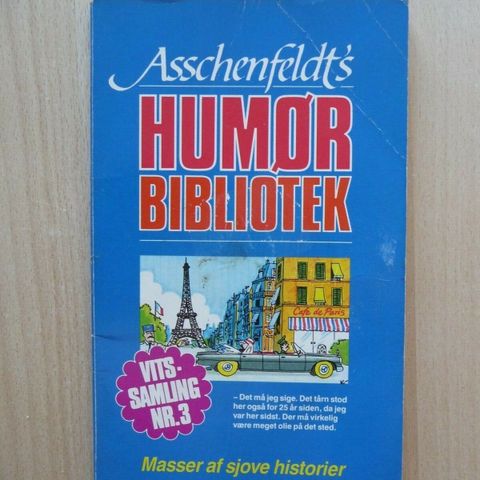 Asschenfeldt's
HUMØR
BIBLIOTEK
Cafe de Paris
VITS-
SAMLING
NR.3
– Det må jeg sige. Det tårn stod
her også for 25 år siden, da jeg
var her sidst. Der må virkelig
være meget olie på det sted.
Masser af sjove historier